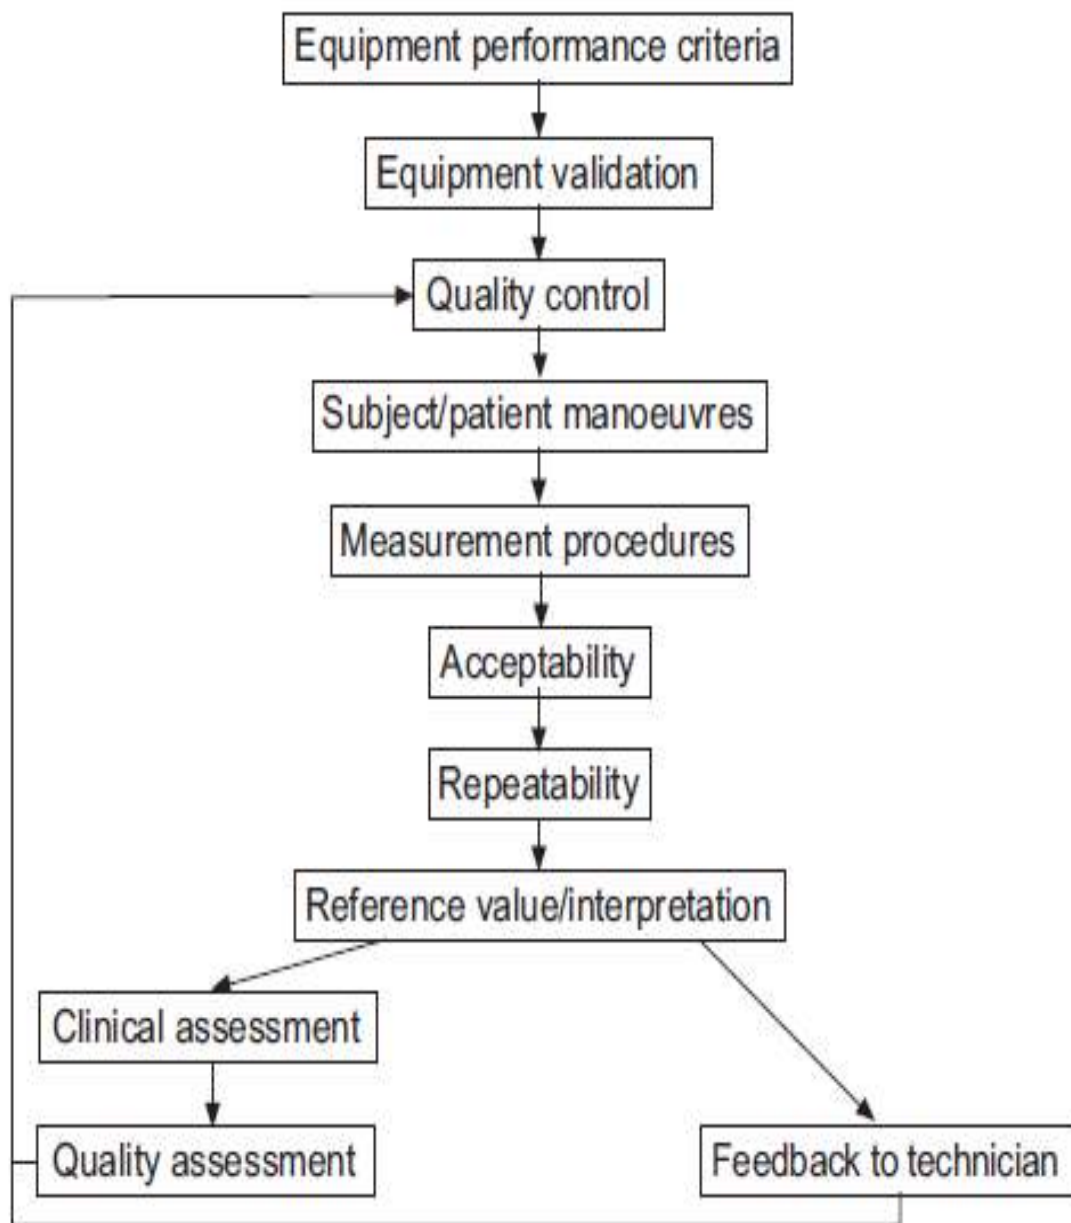 Equipment performance criteria
Equipment validation
Quality control
Subject/patient manoeuvres
Measurement procedures
Acceptability
Repeatability
Reference value/interpretation
Clinical assessment
Quality assessment
Feedback to technician